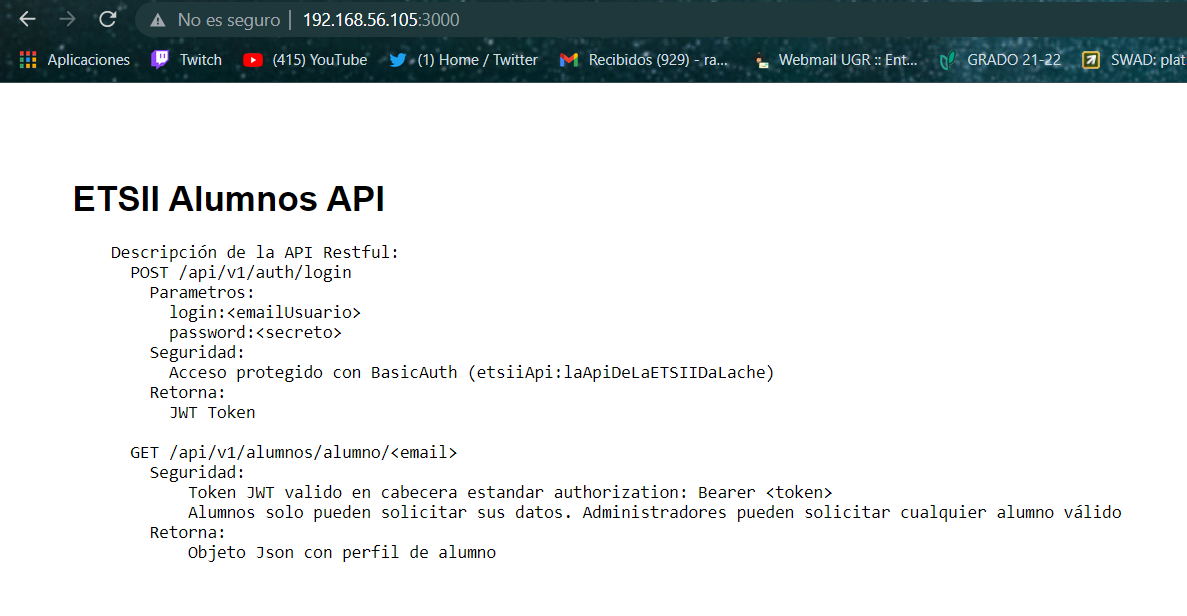 No es seguro | 192.168.56.105:3000
Aplicaciones Twitch (415) YouTube (1) Home / Twitter Recibidos (929) - ra... Webmail UGR :: Ent... GRADO 21-22 SWAD: plat
ETSII Alumnos API
Descripción de la API Restful:
POST /api/v1/auth/login
Parametros:
login:<emailUsuario>
password:<secreto>
Seguridad:
Acceso protegido con BasicAuth (etsiiApi:laApiDeLaETSIIDaLache)
Retorna:
JWT Token
GET /api/v1/alumnos/alumno/<email>
Seguridad:
Token JWT valido en cabecera estandar authorization: Bearer <token>
Alumnos solo pueden solicitar sus datos. Administradores pueden solicitar cualquier alumno válido
Retorna:
Objeto Json con perfil de alumno